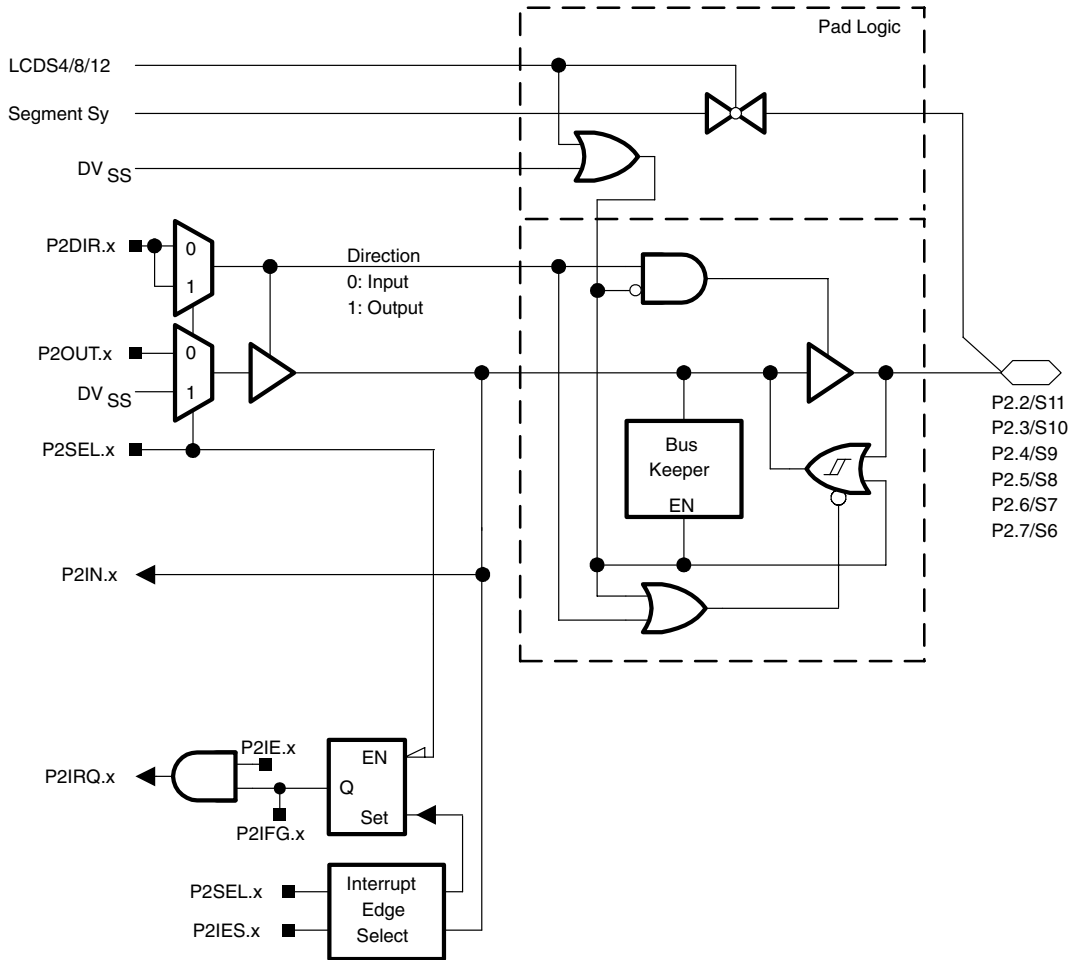 Pad Logic
LCDS4/8/12
Segment Sy
DVSS
P2DIR.x
0
1
Direction
0: Input
1: Output
P2OUT.x
0
DVSS
1
P2SEL.x
Bus
Keeper
EN
P2.2/S11
P2.3/S10
P2.4/S9
P2.5/S8
P2.6/S7
P2.7/S6
P2IN.x
P2IE.x
EN
P2IRQ.x
Q
P2IFG.x
Set
P2SEL.x
P2IES.x
Interrupt
Edge
Select